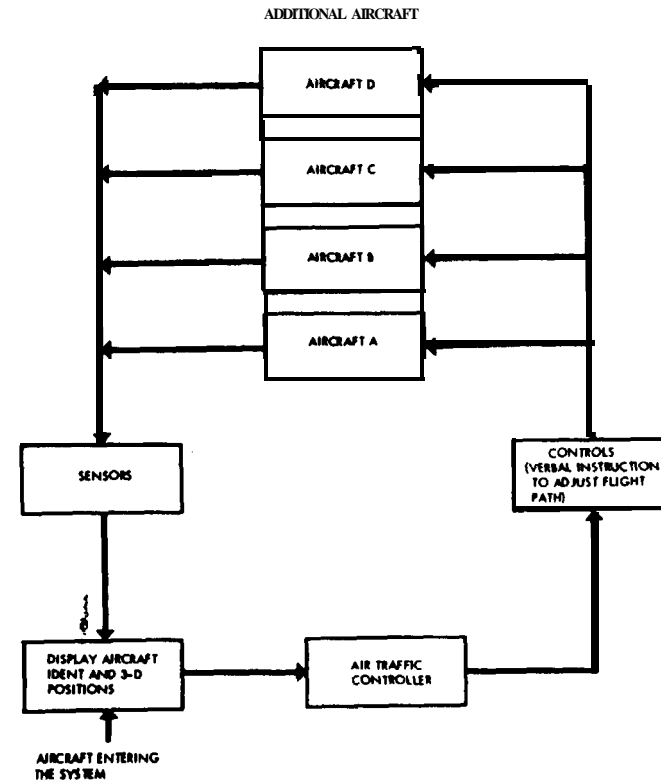 ADDITIONAL AIRCRAFT
AIRCRAFT D
AIRCRAFT C
AIRCRAFT B
AIRCRAFT A
SENSORS
CONTROLS
(VERBAL INSTRUCTION
TO ADJUST FLIGHT
PATH)
DISPLAY AIRCRAFT
IDENT AND 3-D
POSITIONS
AIR TRAFFIC
CONTROLLER
AIRCRAFT ENTERING
THE SYSTEM